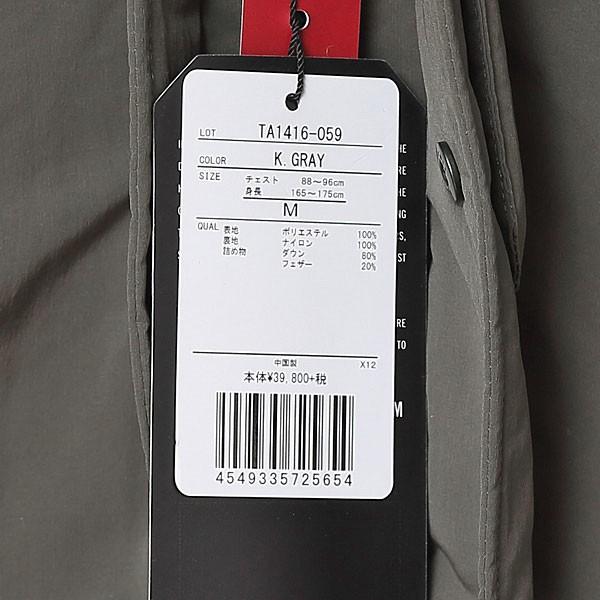 LOT TA1416-059
COLOR K.GRAY
SIZE チェスト 88～96cm
身長 165～175cm
M
QUAL 表地 ポリエステル 100%
裏地 ナイロン 100%
詰め物 ダウン 80%
フェザー 20%
中国製 X12
本体¥39,800+税
4549335725654